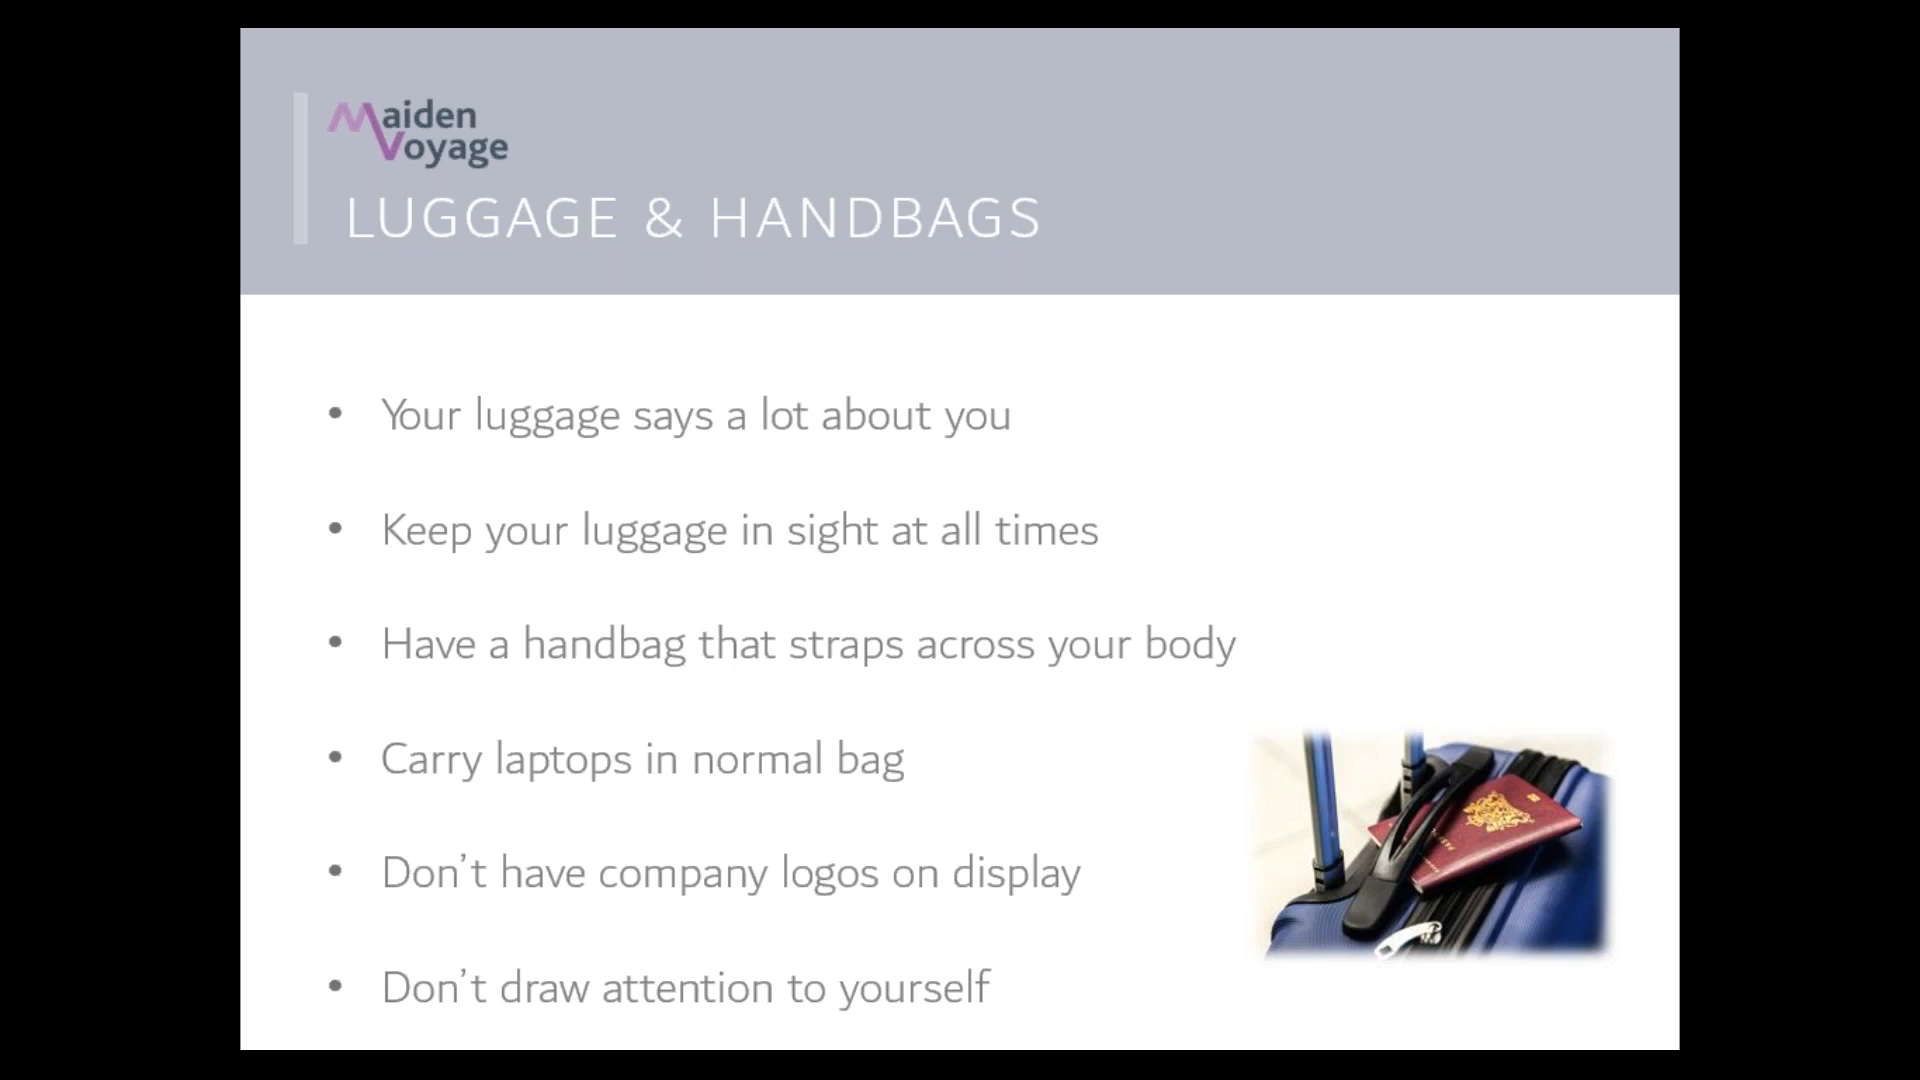 Maiden
Voyage
LUGGAGE & HANDBAGS
• Your luggage says a lot about you
• Keep your luggage in sight at all times
• Have a handbag that straps across your body
• Carry laptops in normal bag
• Don't have company logos on display
• Don't draw attention to yourself